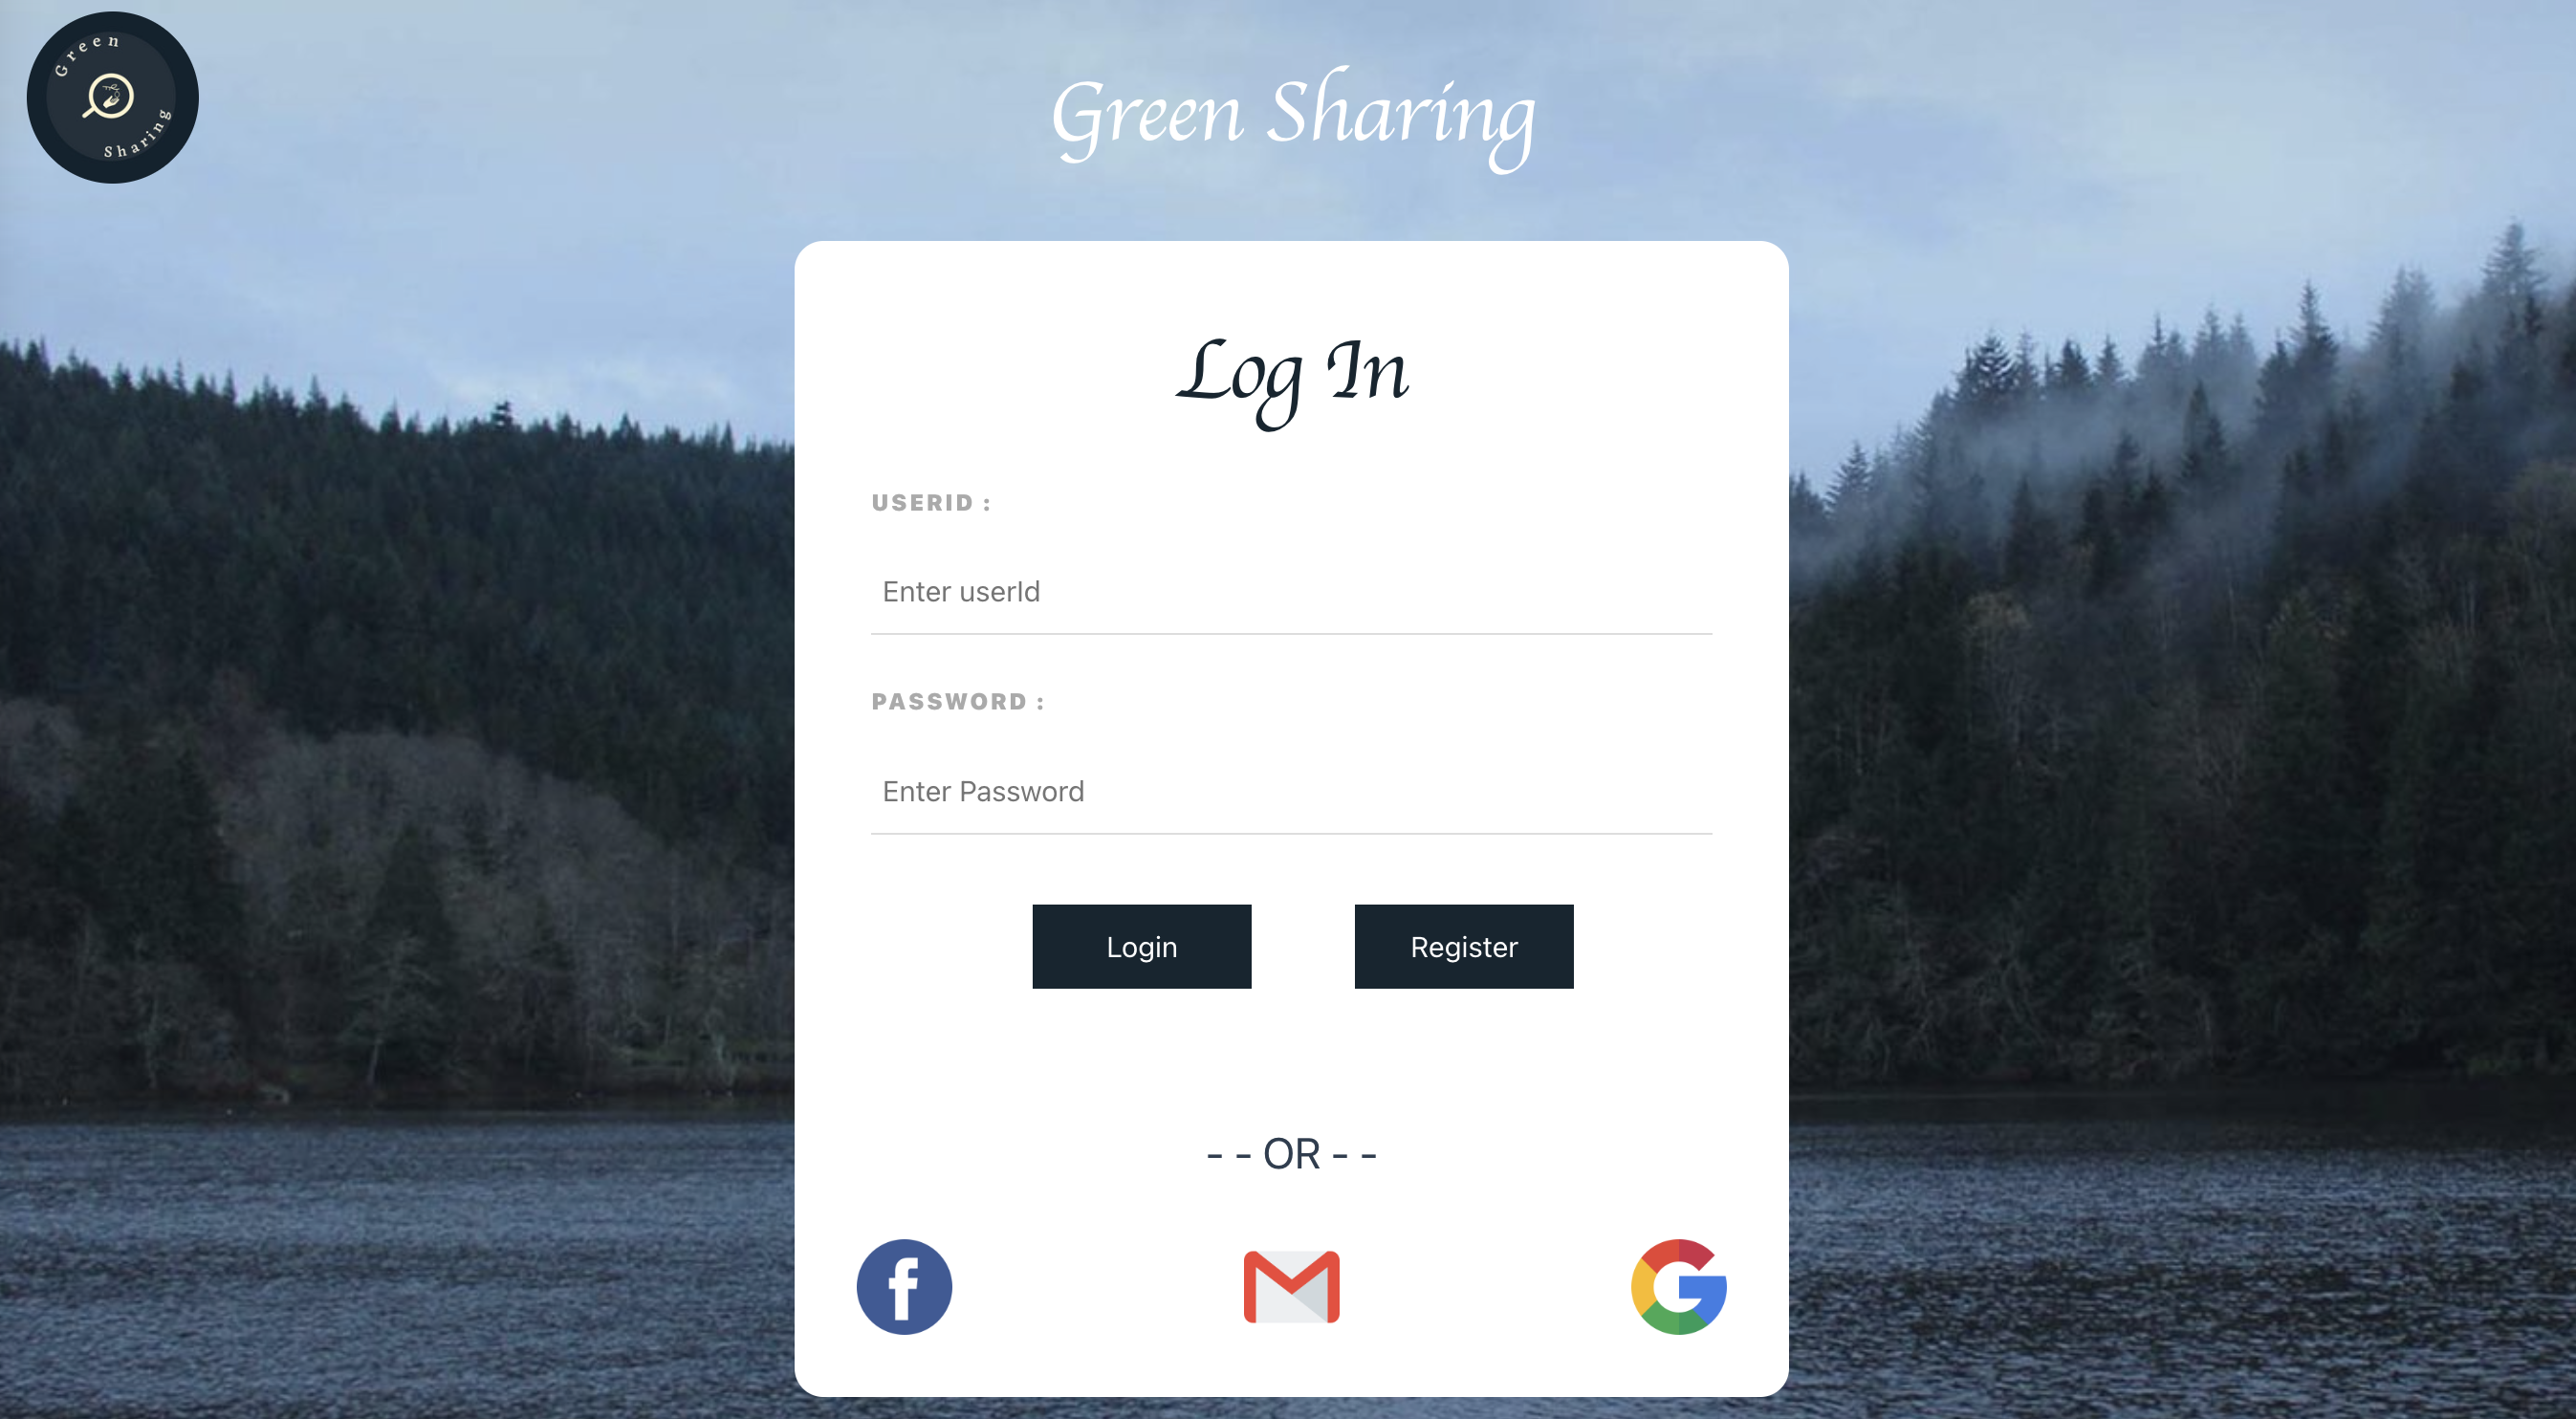 Green
Sharing
Green Sharing
Log In
USERID :
Enter userId
PASSWORD :
Enter Password
Login
Register
- - OR - -